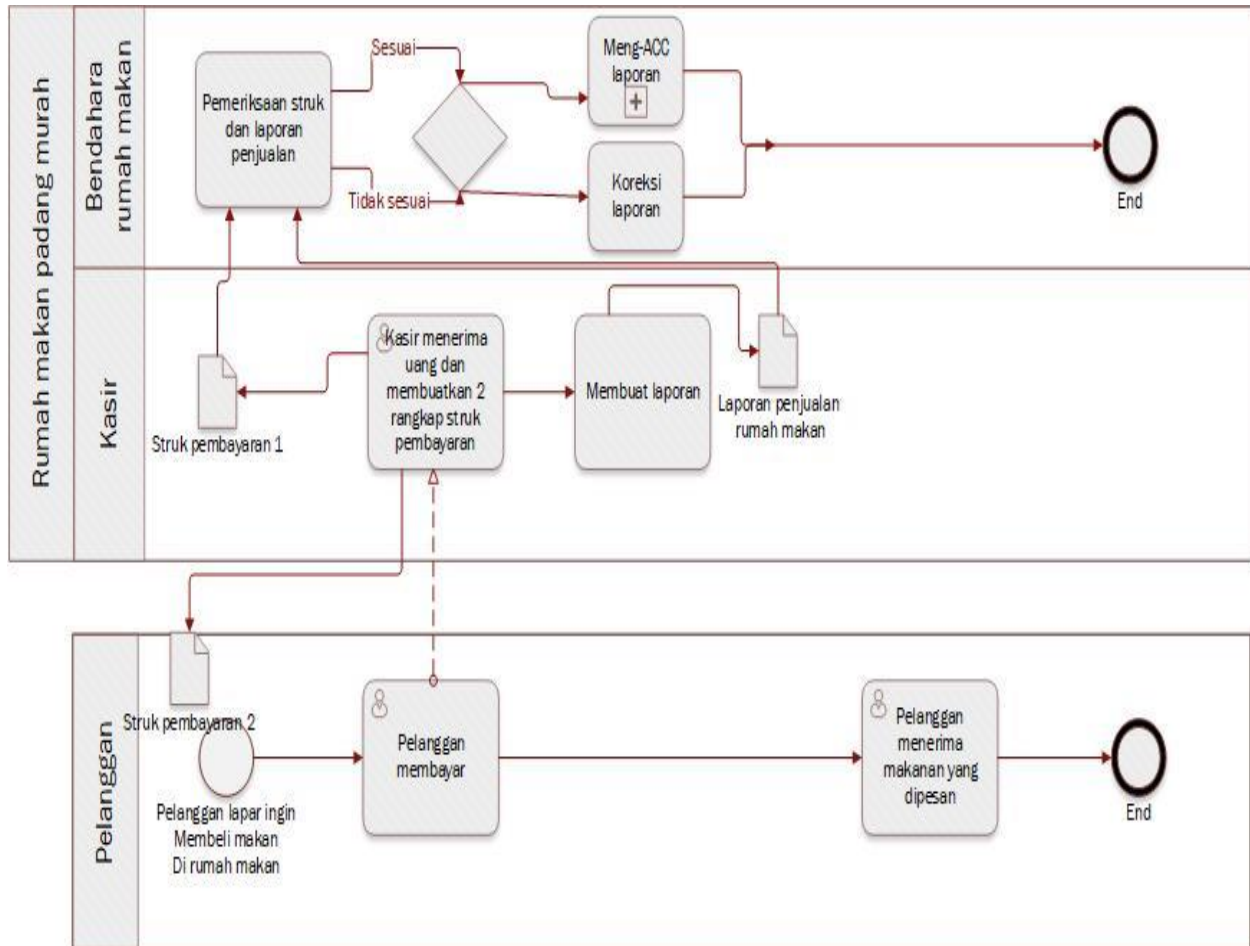 Rumah makan padang murah
Bendahara
rumah makan
Pemeriksaan struk
dan laporan
penjualan
Sesuai
Tidak sesuai
Meng-ACC
laporan
Koreksi
laporan
End
Kasir
Struk pembayaran 1
Kasir menerima
uang dan
membuatkan 2
rangkap struk
pembayaran
Membuat laporan
Laporan penjualan
rumah makan
Pelanggan
Struk pembayaran 2
Pelanggan lapar ingin
Membeli makan
Di rumah makan
Pelanggan
membayar
Pelanggan
menerima
makanan yang
dipesan
End